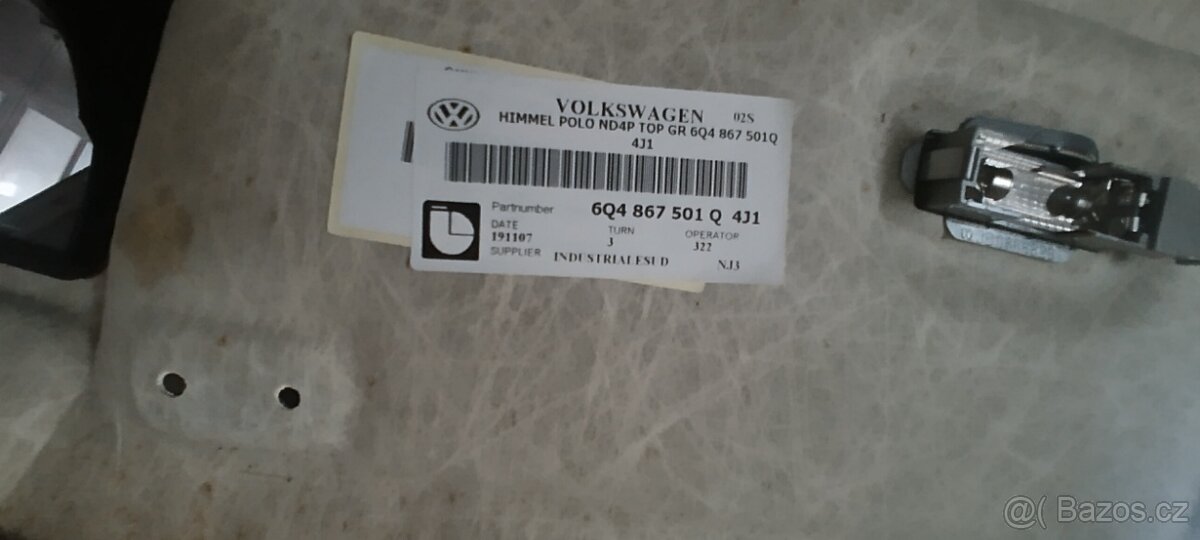 VOLKSWAGEN 02S
HIMMEL POLO ND4P TOP GR 6Q4 867 501Q
4J1
Partnumber 6Q4 867 501 Q 4J1
DATE TURN OPERATOR
191107 3 322
SUPPLIER INDUSTRIALESUD NJ3
@( Bazos.cz